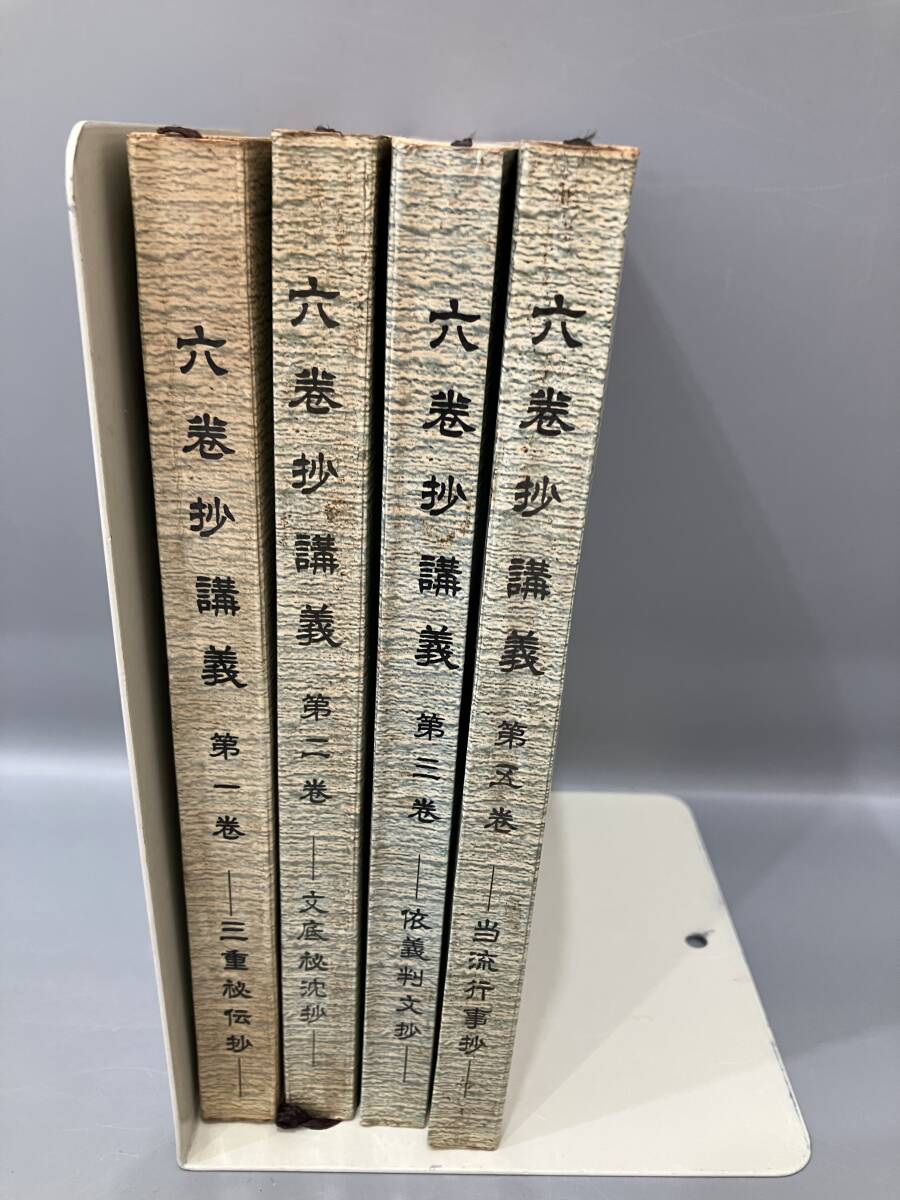 六巻抄講義 第一巻 ―三重秘伝抄―
六巻抄講義 第二巻 ―文底秘沈抄―
六巻抄講義 第三巻 ―依義判文抄―
六巻抄講義 第五巻 ―当流行事抄―